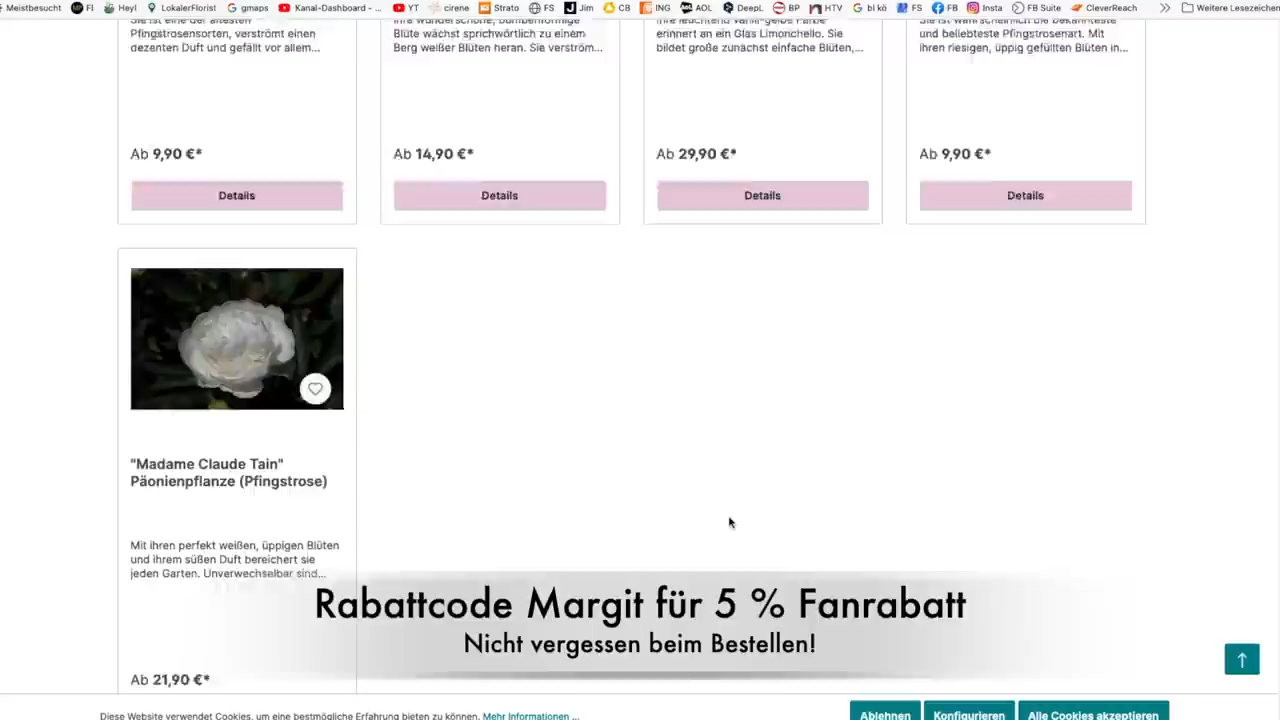 Meistbesucht FI Heyl LokalerFlorist gmaps Kanal-Dashboard - ... YT cirene Strato FS Jim CB ING AOL DeepL BP HTV bl kö FS FB Insta FB Suite CleverReach Weitere Lesezeichen
Pfingstrosensorten, verströmt einen
dezenten Duft und gefällt vor allem...
Blüte wächst sprichwörtlich zu einem
Berg weißer Blüten heran. Sie verström...
erinnert an ein Glas Limonchello. Sie
bildet große zunächst einfache Blüten,...
und beliebteste Pfingstrosenart. Mit
ihren riesigen, üppig gefüllten Blüten in...
Ab 9,90 €*
Ab 14,90 €*
Ab 29,90 €*
Ab 9,90 €*
Details
Details
Details
Details
"Madame Claude Tain"
Päonienpflanze (Pfingstrose)
Mit ihren perfekt weißen, üppigen Blüten
und ihrem süßen Duft bereichert sie
jeden Garten. Unverwechselbar sind...
Rabattcode Margit für 5 % Fanrabatt
Nicht vergessen beim Bestellen!
Ab 21,90 €*
Diese Website verwendet Cookies, um eine bestmögliche Erfahrung bieten zu können. Mehr Informationen ...
Ablehnen
Konfigurieren
Alle Cookies akzeptieren